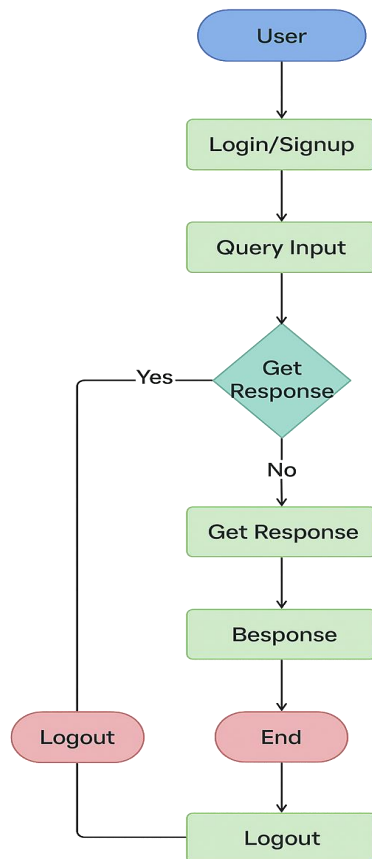 User
Login/Signup
Query Input
Get
Response
Yes
No
Get Response
Besponse
Logout
End
Logout